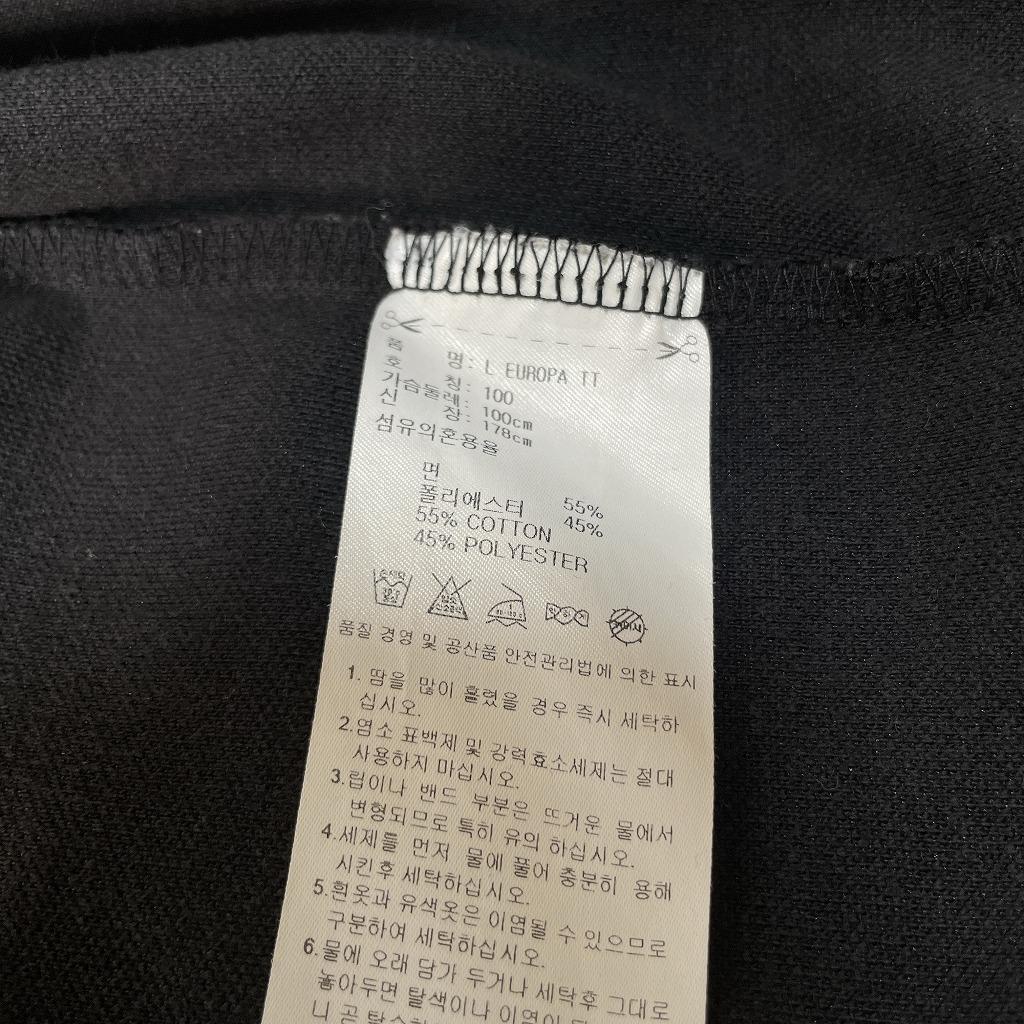 품 명: L EUROPA TT
호 칭: 100
가슴둘레: 100cm
신 장: 178cm
섬유의혼용율
면 55%
폴리에스터 45%
55% COTTON
45% POLYESTER
품질 경영 및 공산품 안전관리법에 의한 표시
1. 땀을 많이 흘렸을 경우 즉시 세탁하
십시오.
2.염소 표백제 및 강력효소세제는 절대
사용하지 마십시오.
3.립이나 밴드 부분은 뜨거운 물에서
변형되므로 특히 유의 하십시오.
4.세제를 먼저 물에 풀어 충분히 용해
시킨후 세탁하십시오.
5.흰옷과 유색옷은 이염될 수 있으므로
구분하여 세탁하십시오.
6.물에 오래 담가 두거나 세탁후 그대로
놓아두면 탈색이나 이염이
니 곧